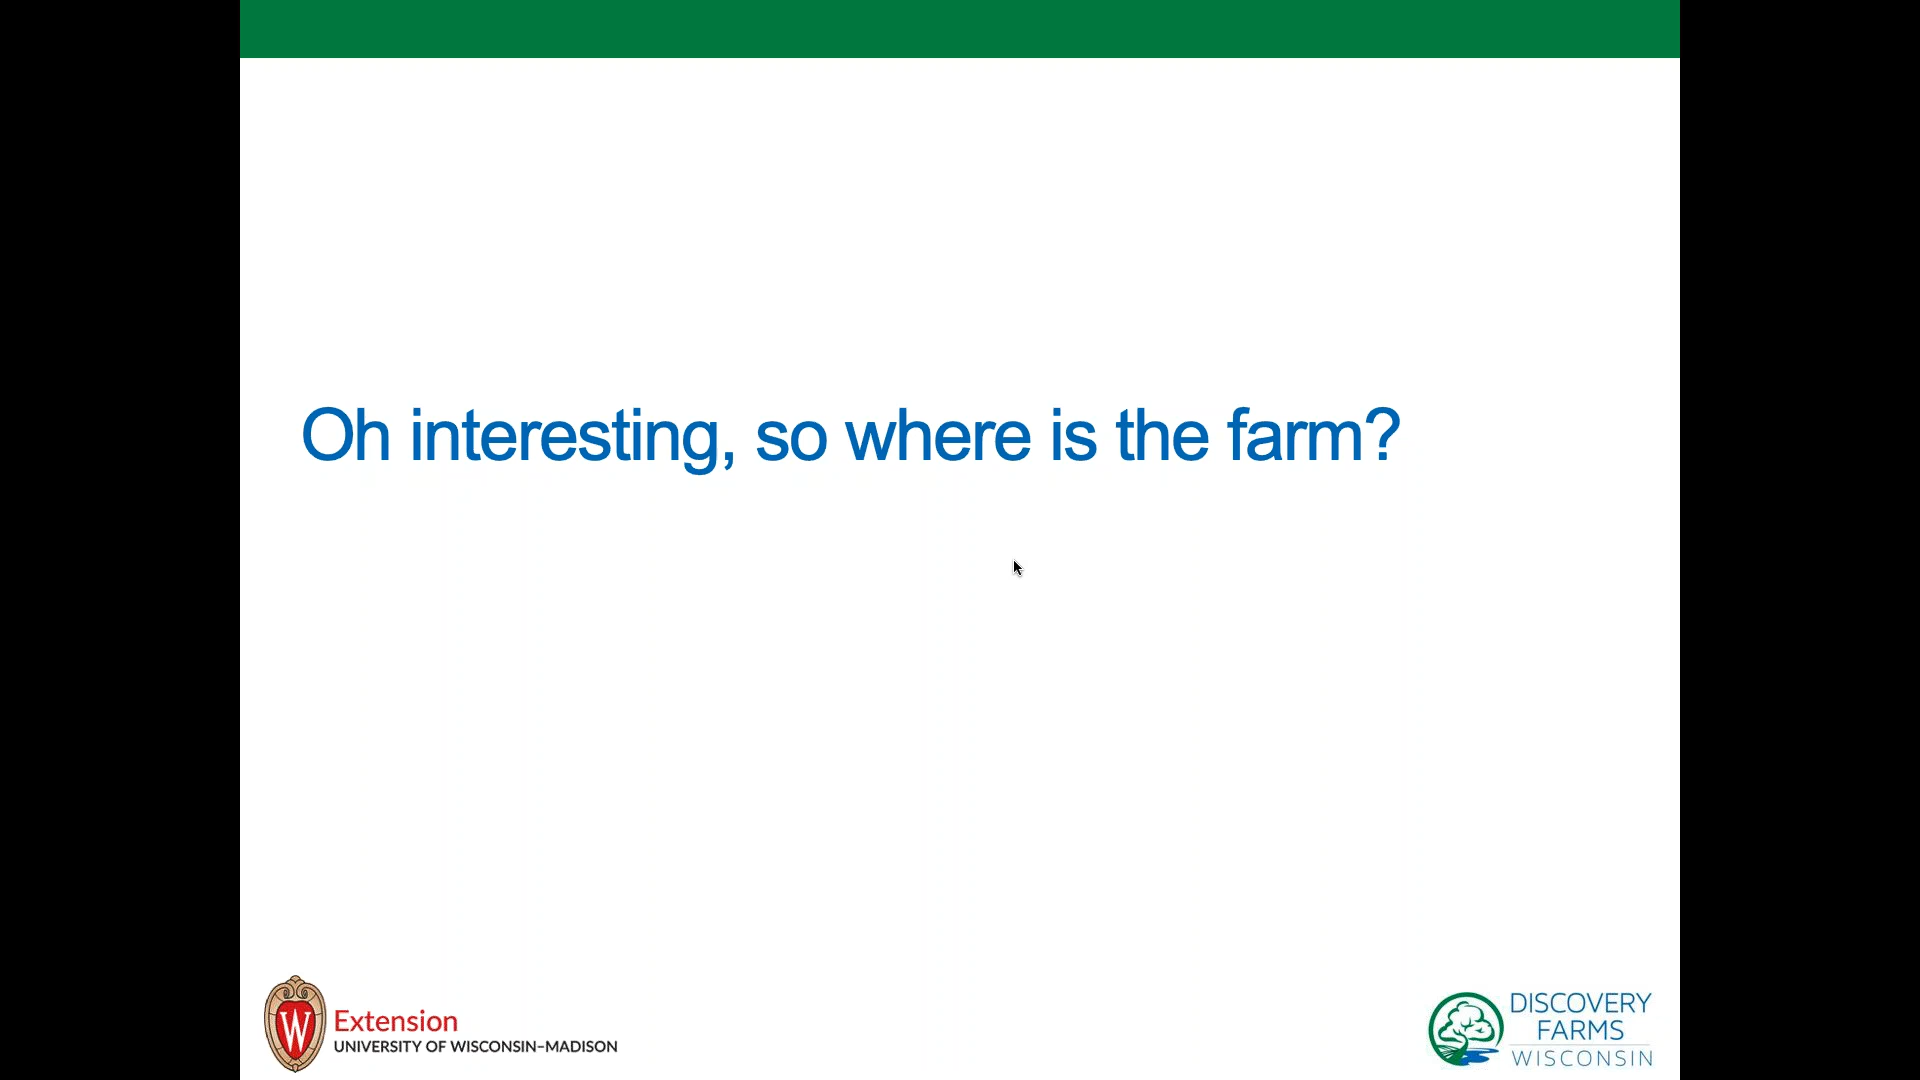 Oh interesting, so where is the farm?
W Extension
UNIVERSITY OF WISCONSIN–MADISON
DISCOVERY
FARMS
WISCONSIN